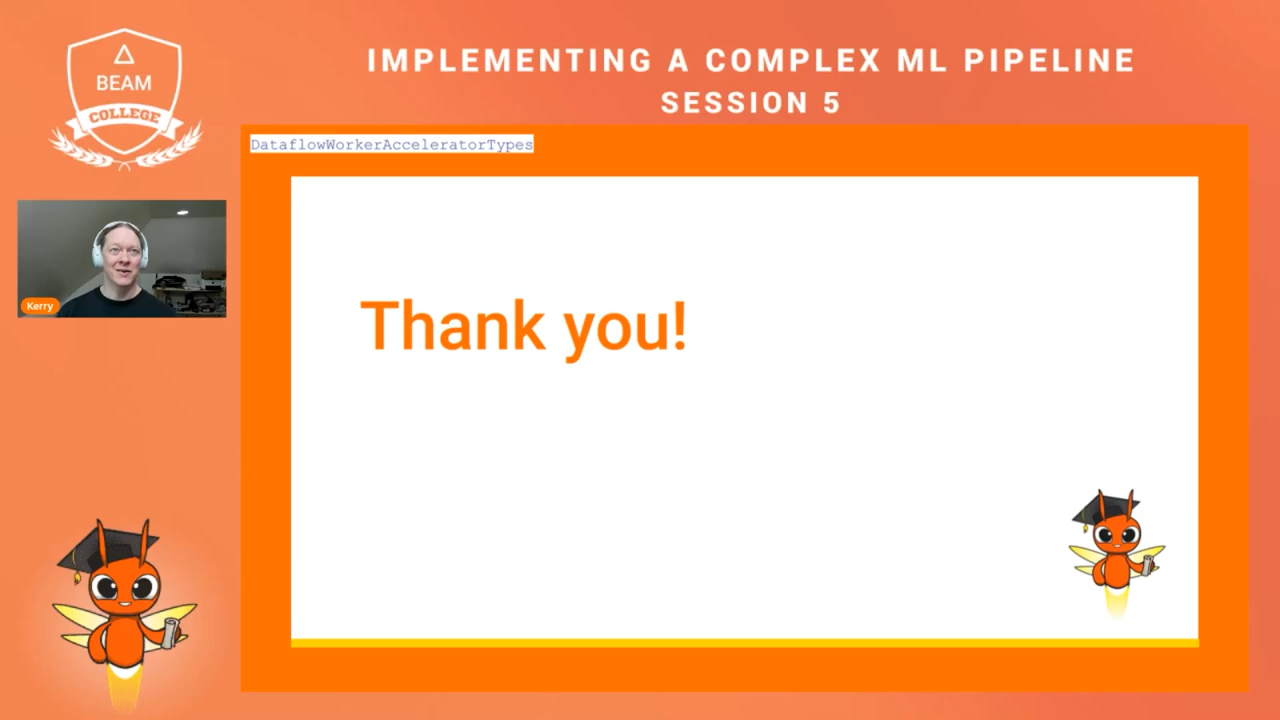 BEAM
COLLEGE
IMPLEMENTING A COMPLEX ML PIPELINE
SESSION 5
DataflowWorkerAcceleratorTypes
Kerry
Thank you!